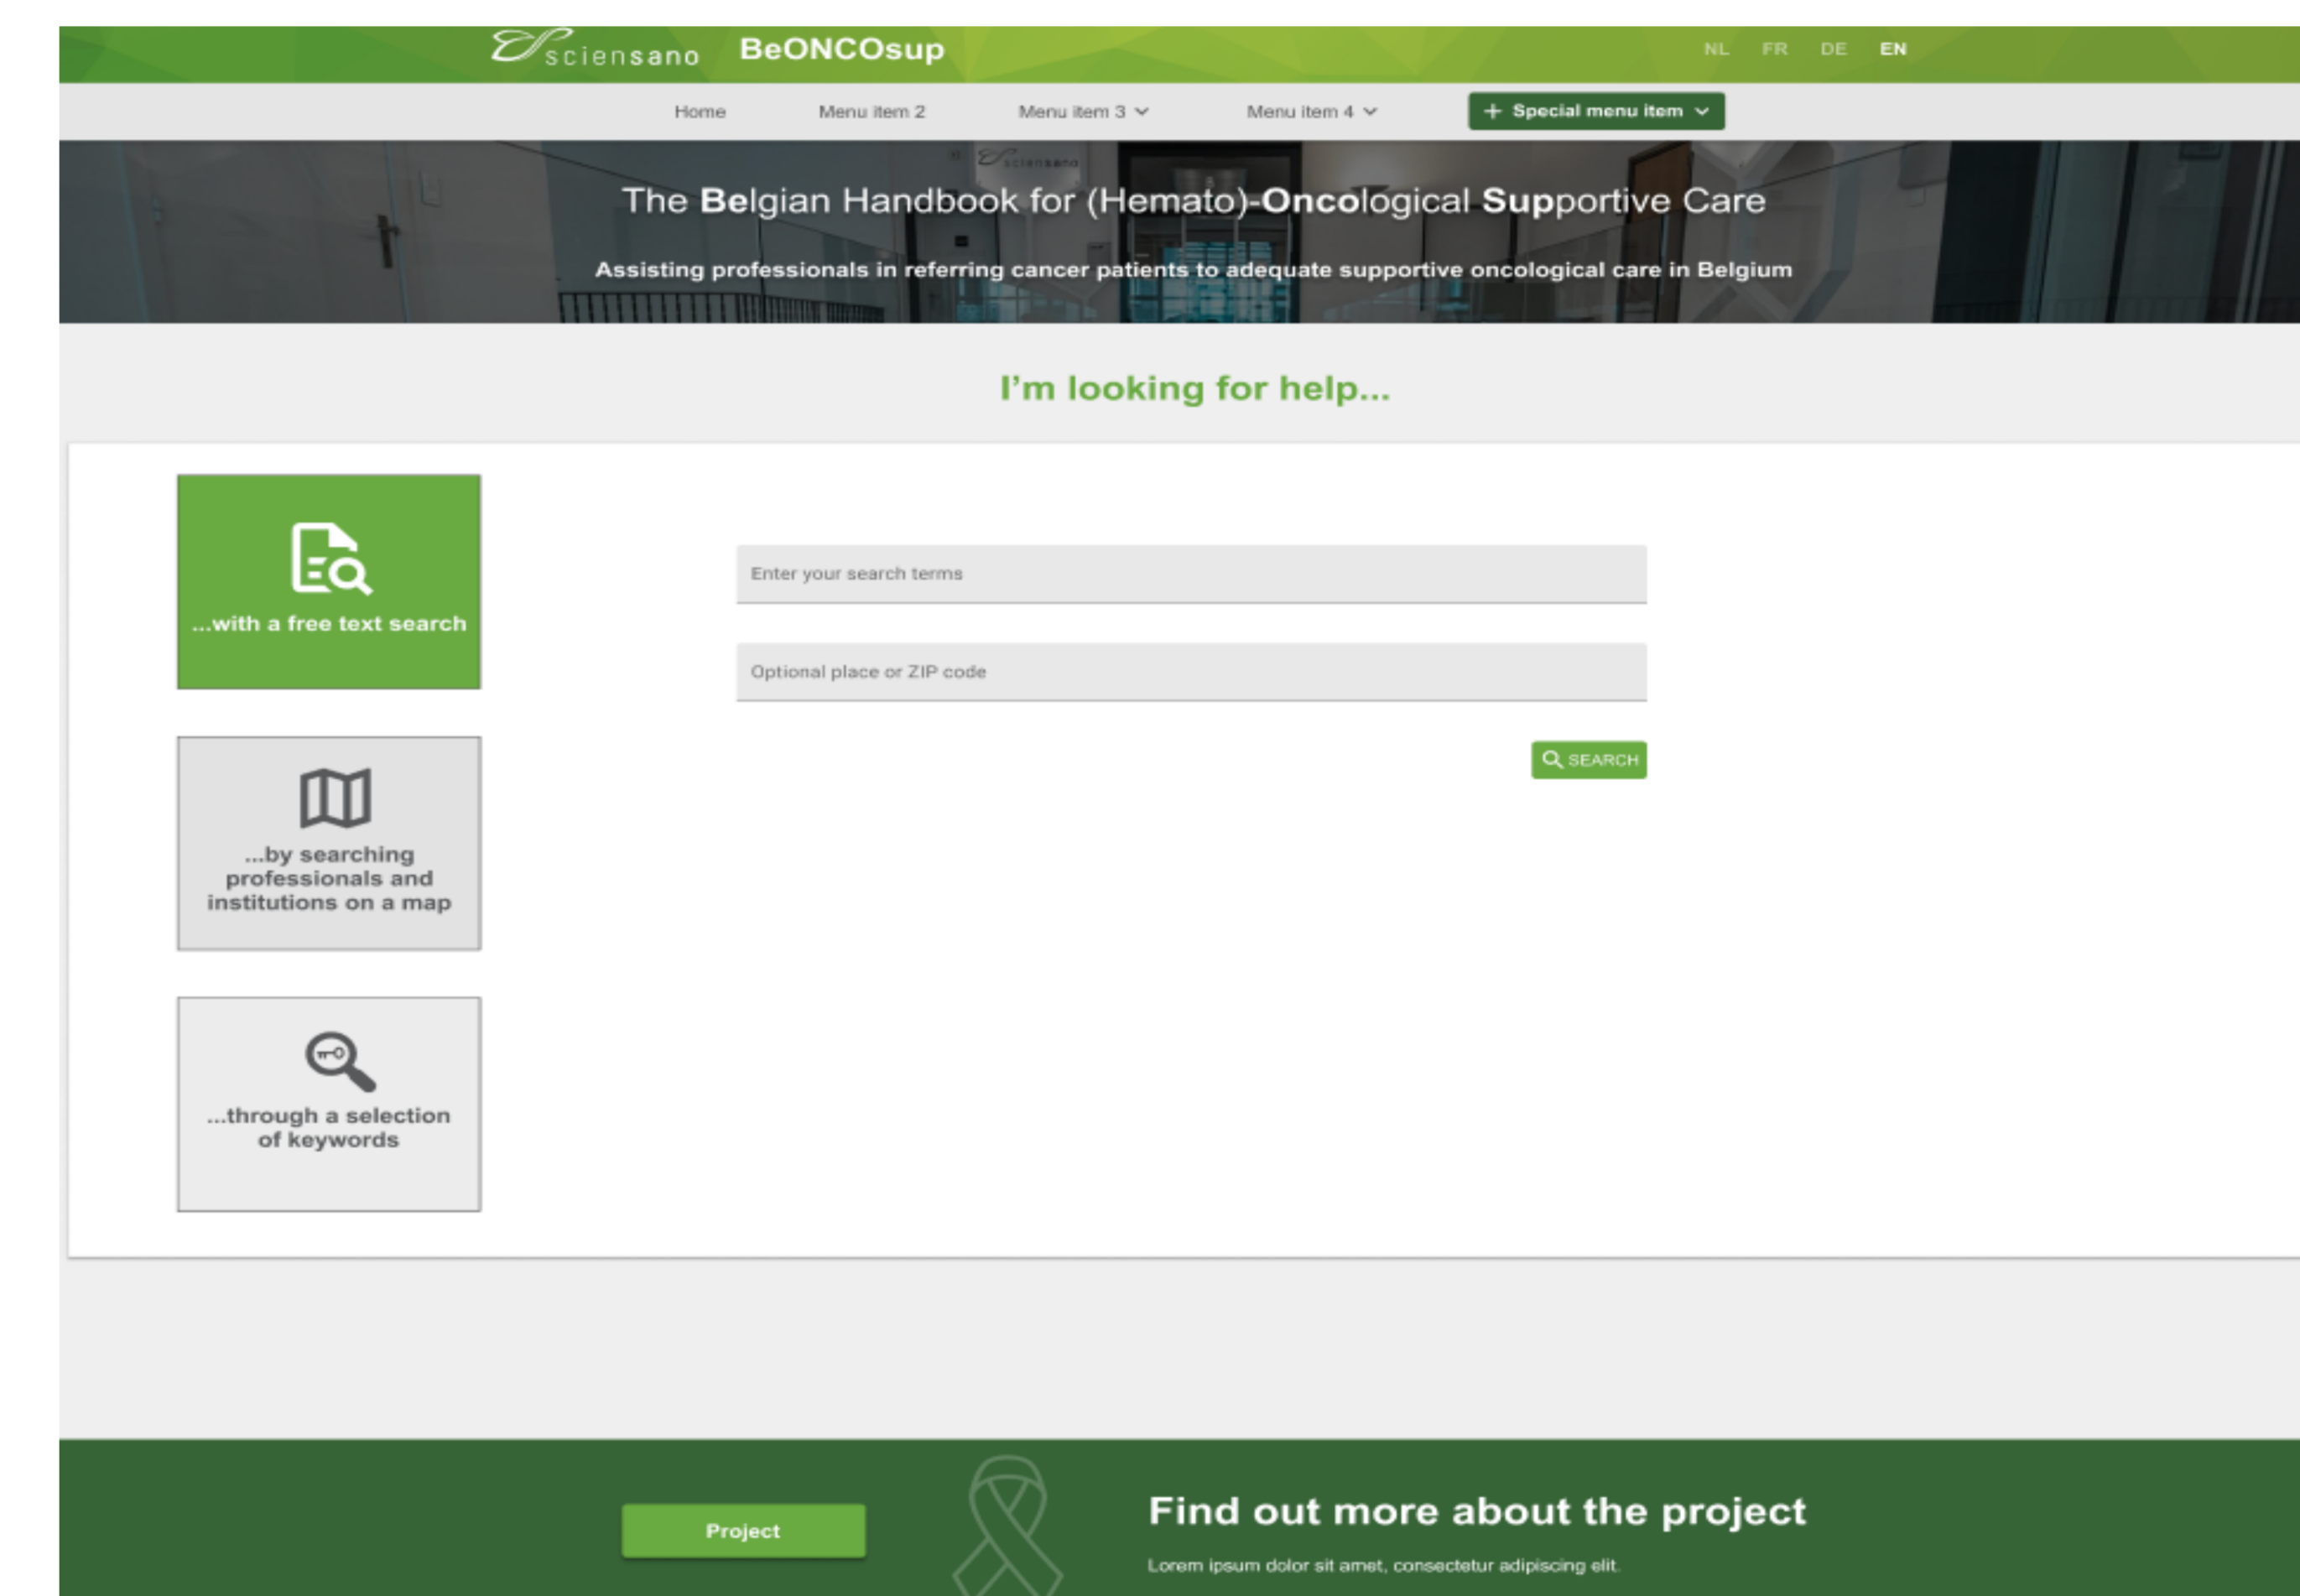 sciensano BeONCOsup NL FR DE EN
Home Menu item 2 Menu item 3 Menu item 4 + Special menu item
sciensano
The Belgian Handbook for (Hemato)-Oncological Supportive Care
Assisting professionals in referring cancer patients to adequate supportive oncological care in Belgium
I'm looking for help...
...with a free text search
Enter your search terms
Optional place or ZIP code
SEARCH
...by searching
professionals and
institutions on a map
...through a selection
of keywords
Project
Find out more about the project
Lorem ipsum dolor sit amet, consectetur adipiscing elit.